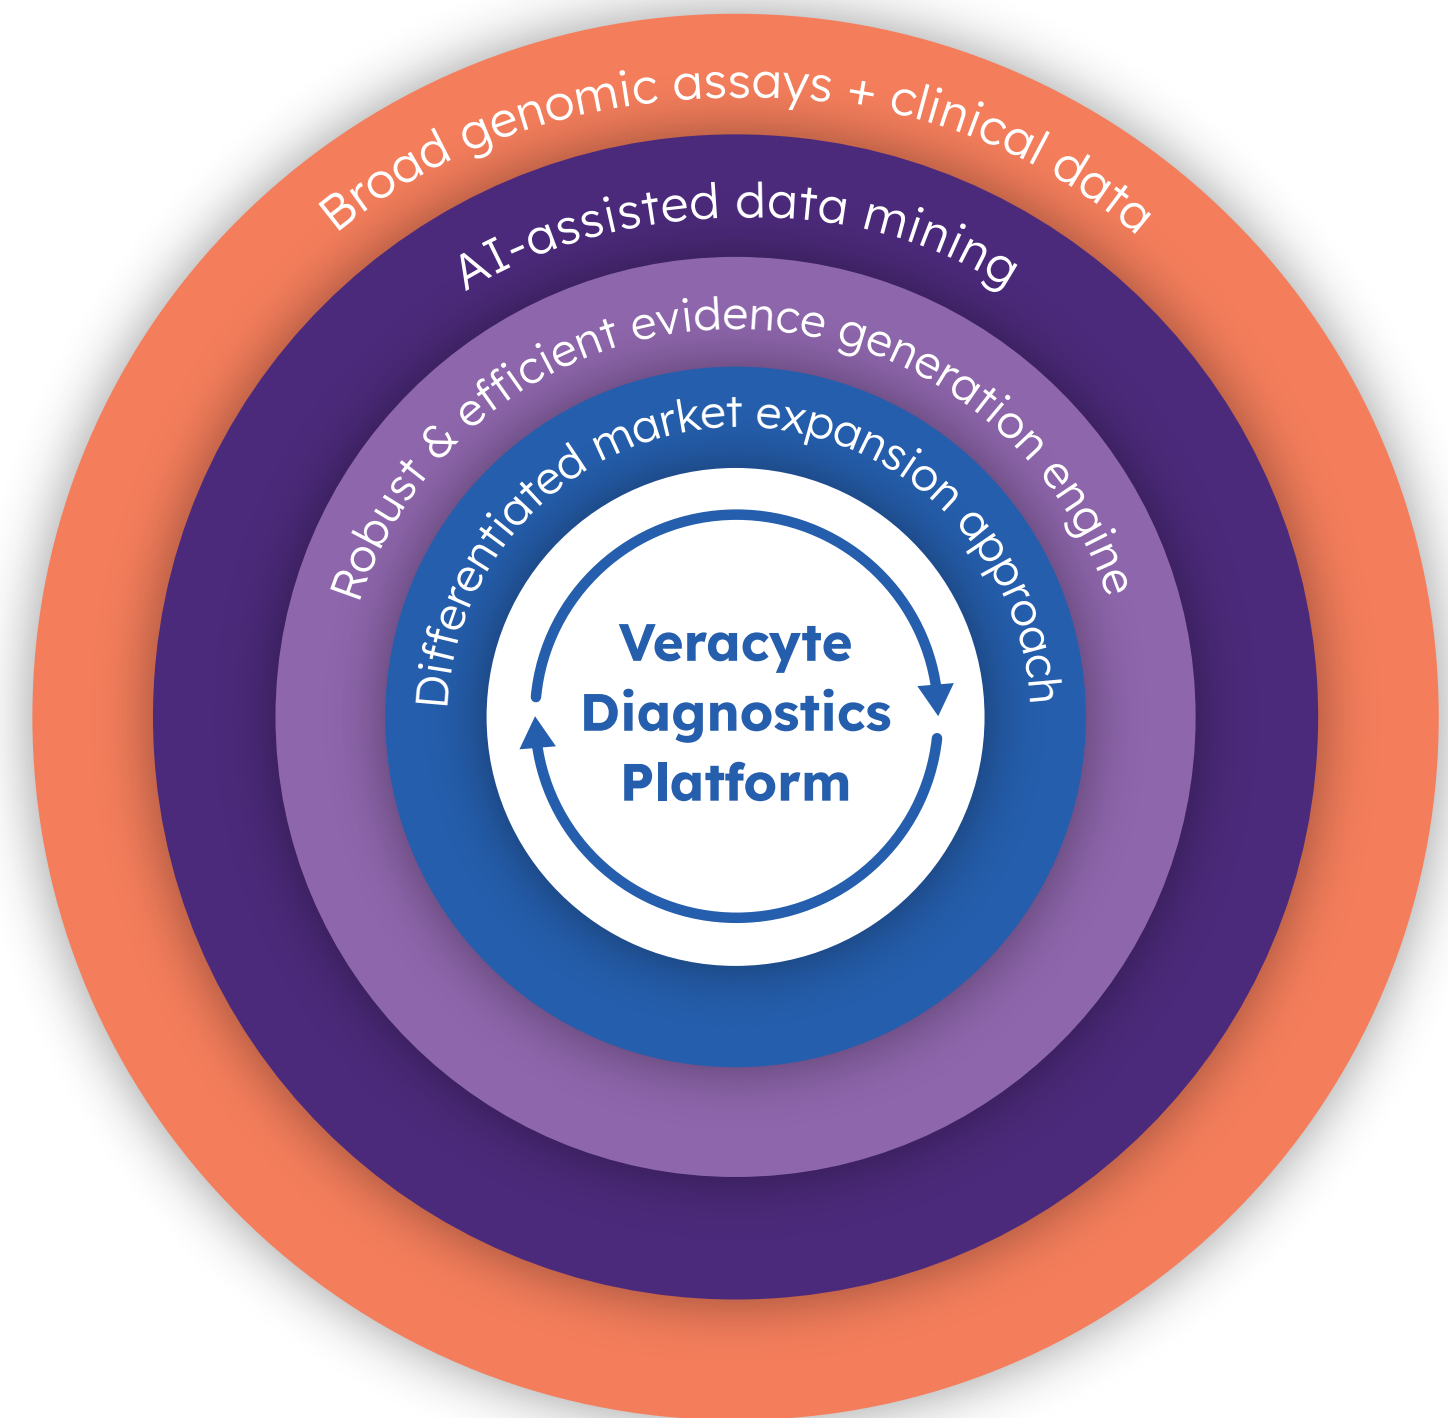 Broad genomic assays + clinical data
AI-assisted data mining
Robust & efficient evidence generation engine
Differentiated market expansion approach
Veracyte
Diagnostics
Platform